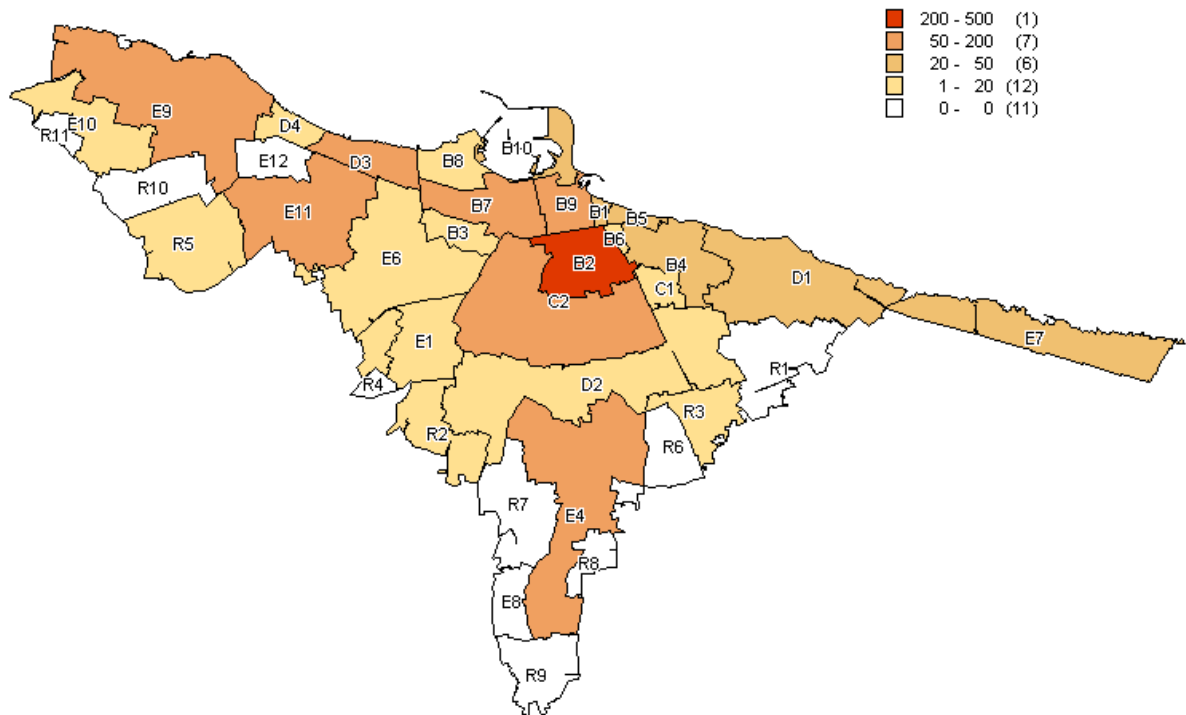 200 - 500 (1)
50 - 200 (7)
20 - 50 (6)
1 - 20 (12)
0 - 0 (11)
E9
E10
R11
D4
E12
D3
B8
B10
R10
E11
B7
B9
B1
B5
R5
B3
B6
E6
B2
B4
D1
C1
C2
E1
E7
R4
D2
R1
R2
R3
R6
R7
E4
R8
E8
R9